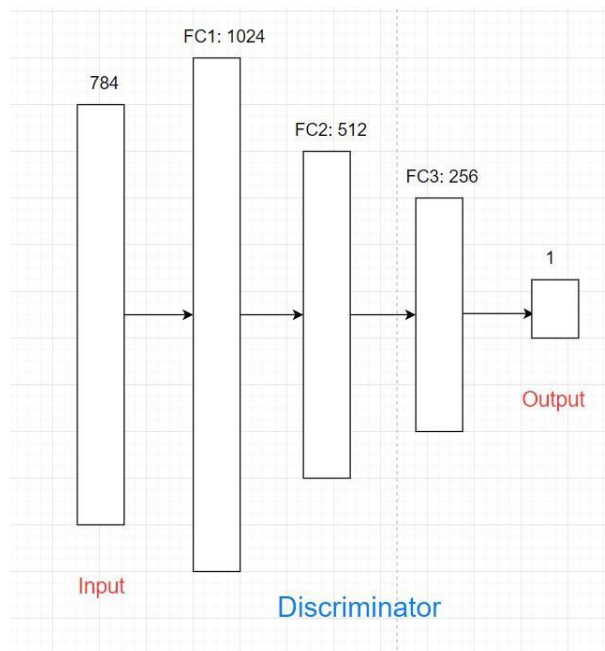 784
FC1: 1024
FC2: 512
FC3: 256
1
Input
Output
Discriminator